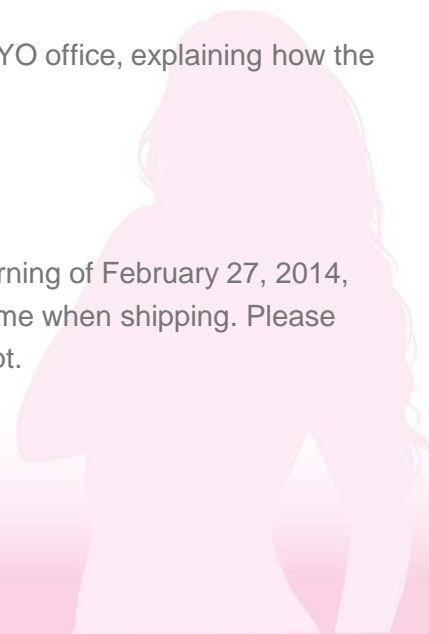 YO office, explaining how the
rning of February 27, 2014,
me when shipping. Please
ot.